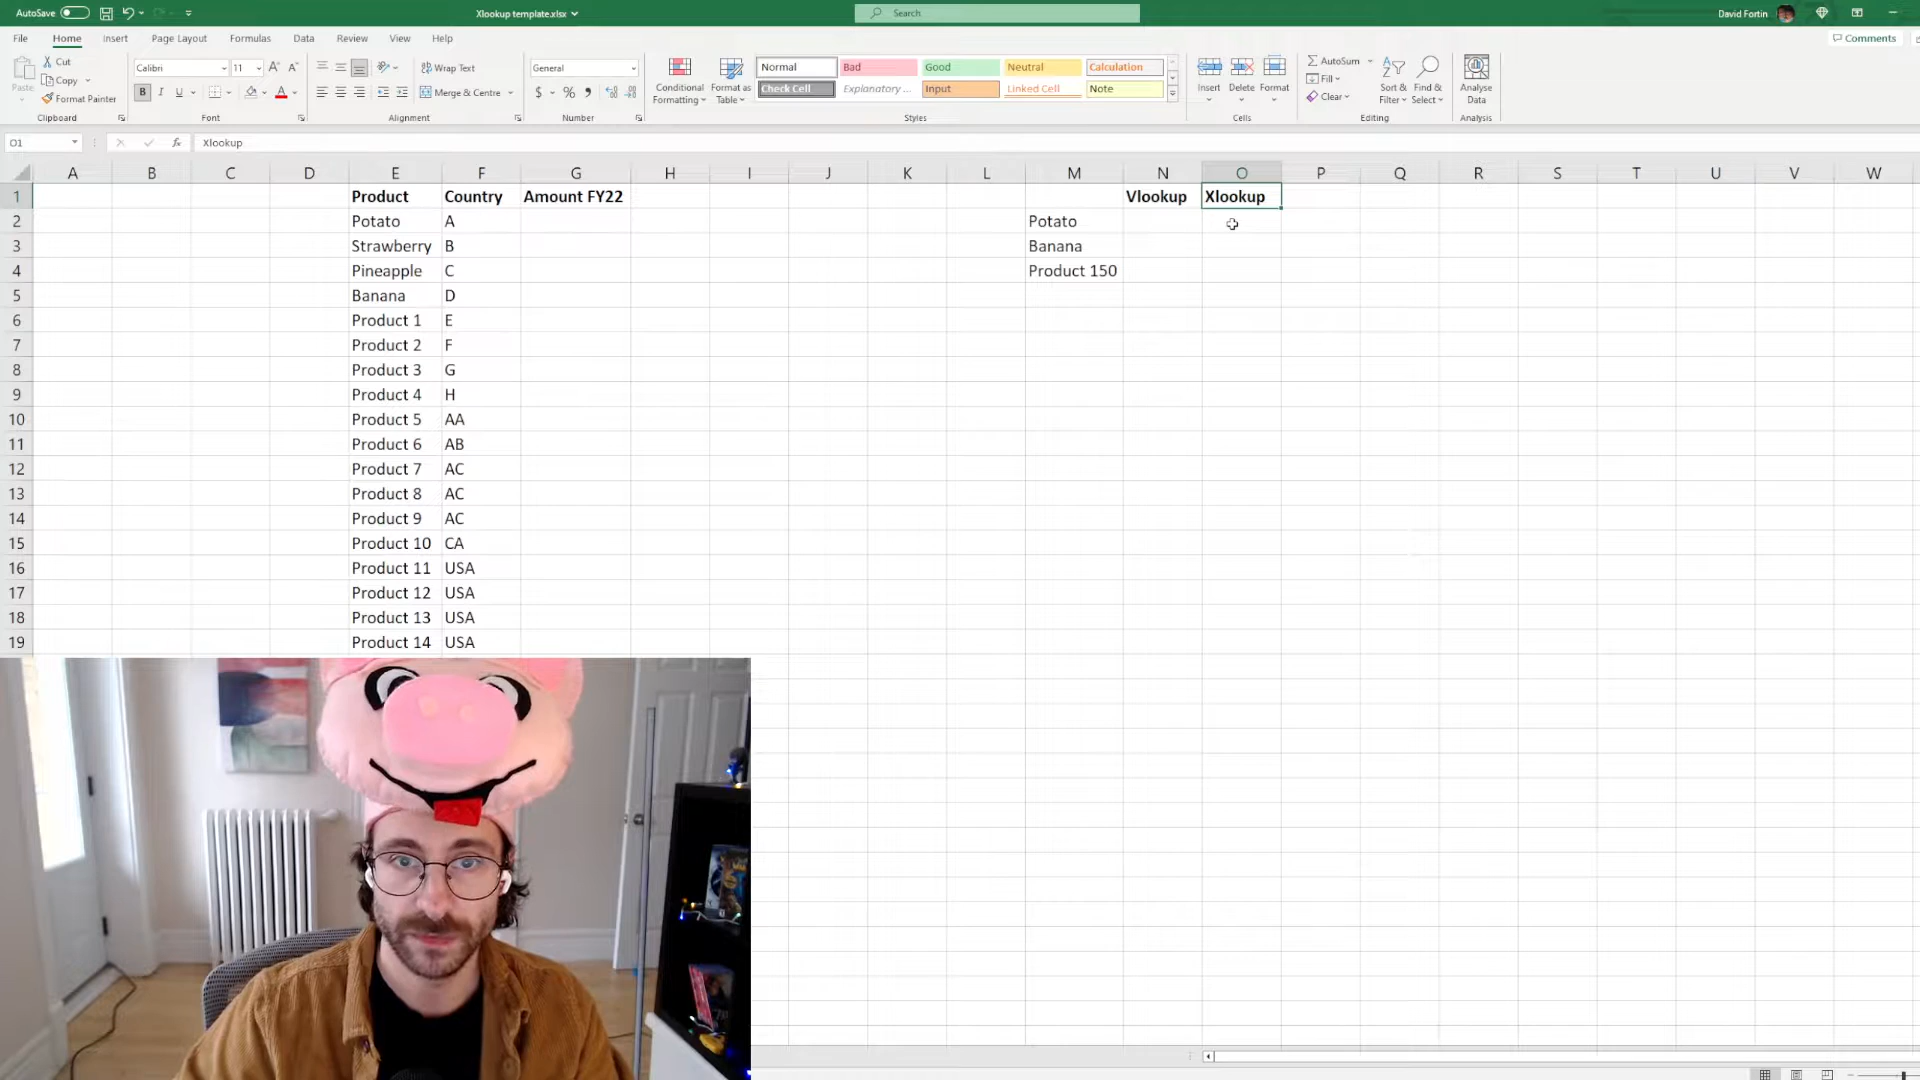 AutoSave
Xlookup template.xlsx
Search
David Fortin
File Home Insert Page Layout Formulas Data Review View Help
Comments
Paste
Cut
Copy
Format Painter
Clipboard
Calibri 11
B I U
Font
Wrap Text
Merge & Centre
Alignment
General
$ % ,
Number
Conditional Formatting
Format as Table
Normal Bad Good Neutral Calculation
Check Cell Explanatory ... Input Linked Cell Note
Styles
Insert Delete Format
Cells
AutoSum
Fill
Clear
Sort & Filter
Find & Select
Editing
Analyse Data
Analysis
O1 fx Xlookup
A B C D E F G H I J K L M N O P Q R S T U V W
1 Product Country Amount FY22 Vlookup Xlookup
2 Potato A Potato
3 Strawberry B Banana
4 Pineapple C Product 150
5 Banana D
6 Product 1 E
7 Product 2 F
8 Product 3 G
9 Product 4 H
10 Product 5 AA
11 Product 6 AB
12 Product 7 AC
13 Product 8 AC
14 Product 9 AC
15 Product 10 CA
16 Product 11 USA
17 Product 12 USA
18 Product 13 USA
19 Product 14 USA